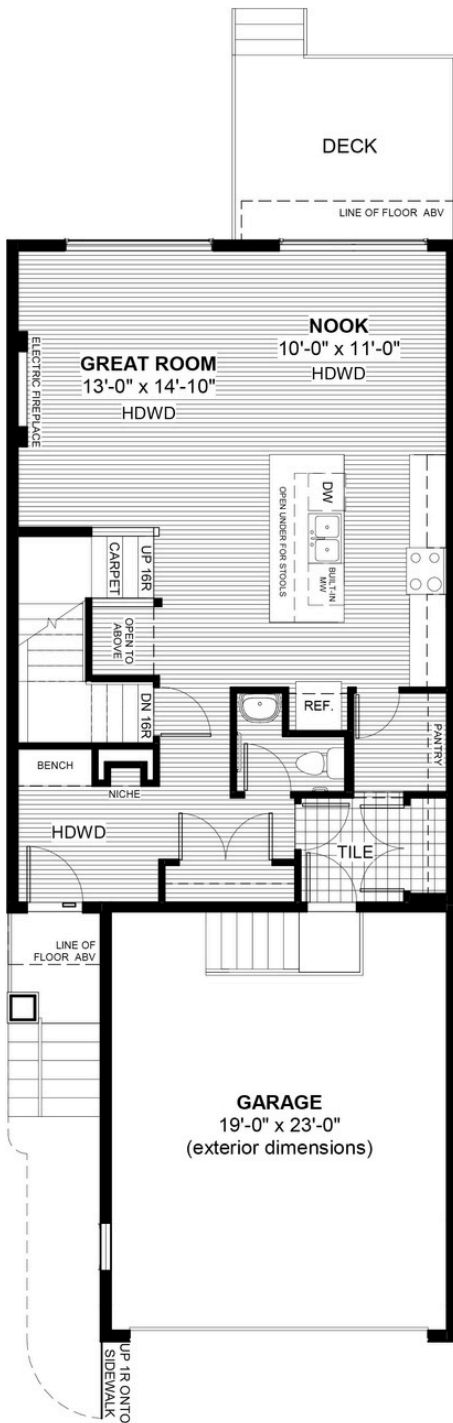 DECK
LINE OF FLOOR ABV
NOOK
10'-0" x 11'-0"
HDWD
GREAT ROOM
13'-0" x 14'-10"
HDWD
ELECTRIC FIREPLACE
OPEN UNDER FOR STOOLS
DW
BUILT-IN
MW
UP 16R
CARPET
OPEN TO
ABOVE
DN 16R
REF.
PANTRY
BENCH
NICHE
HDWD
TILE
LINE OF
FLOOR ABV
GARAGE
19'-0" x 23'-0"
(exterior dimensions)
UP 1R ONTO
SIDEWALK